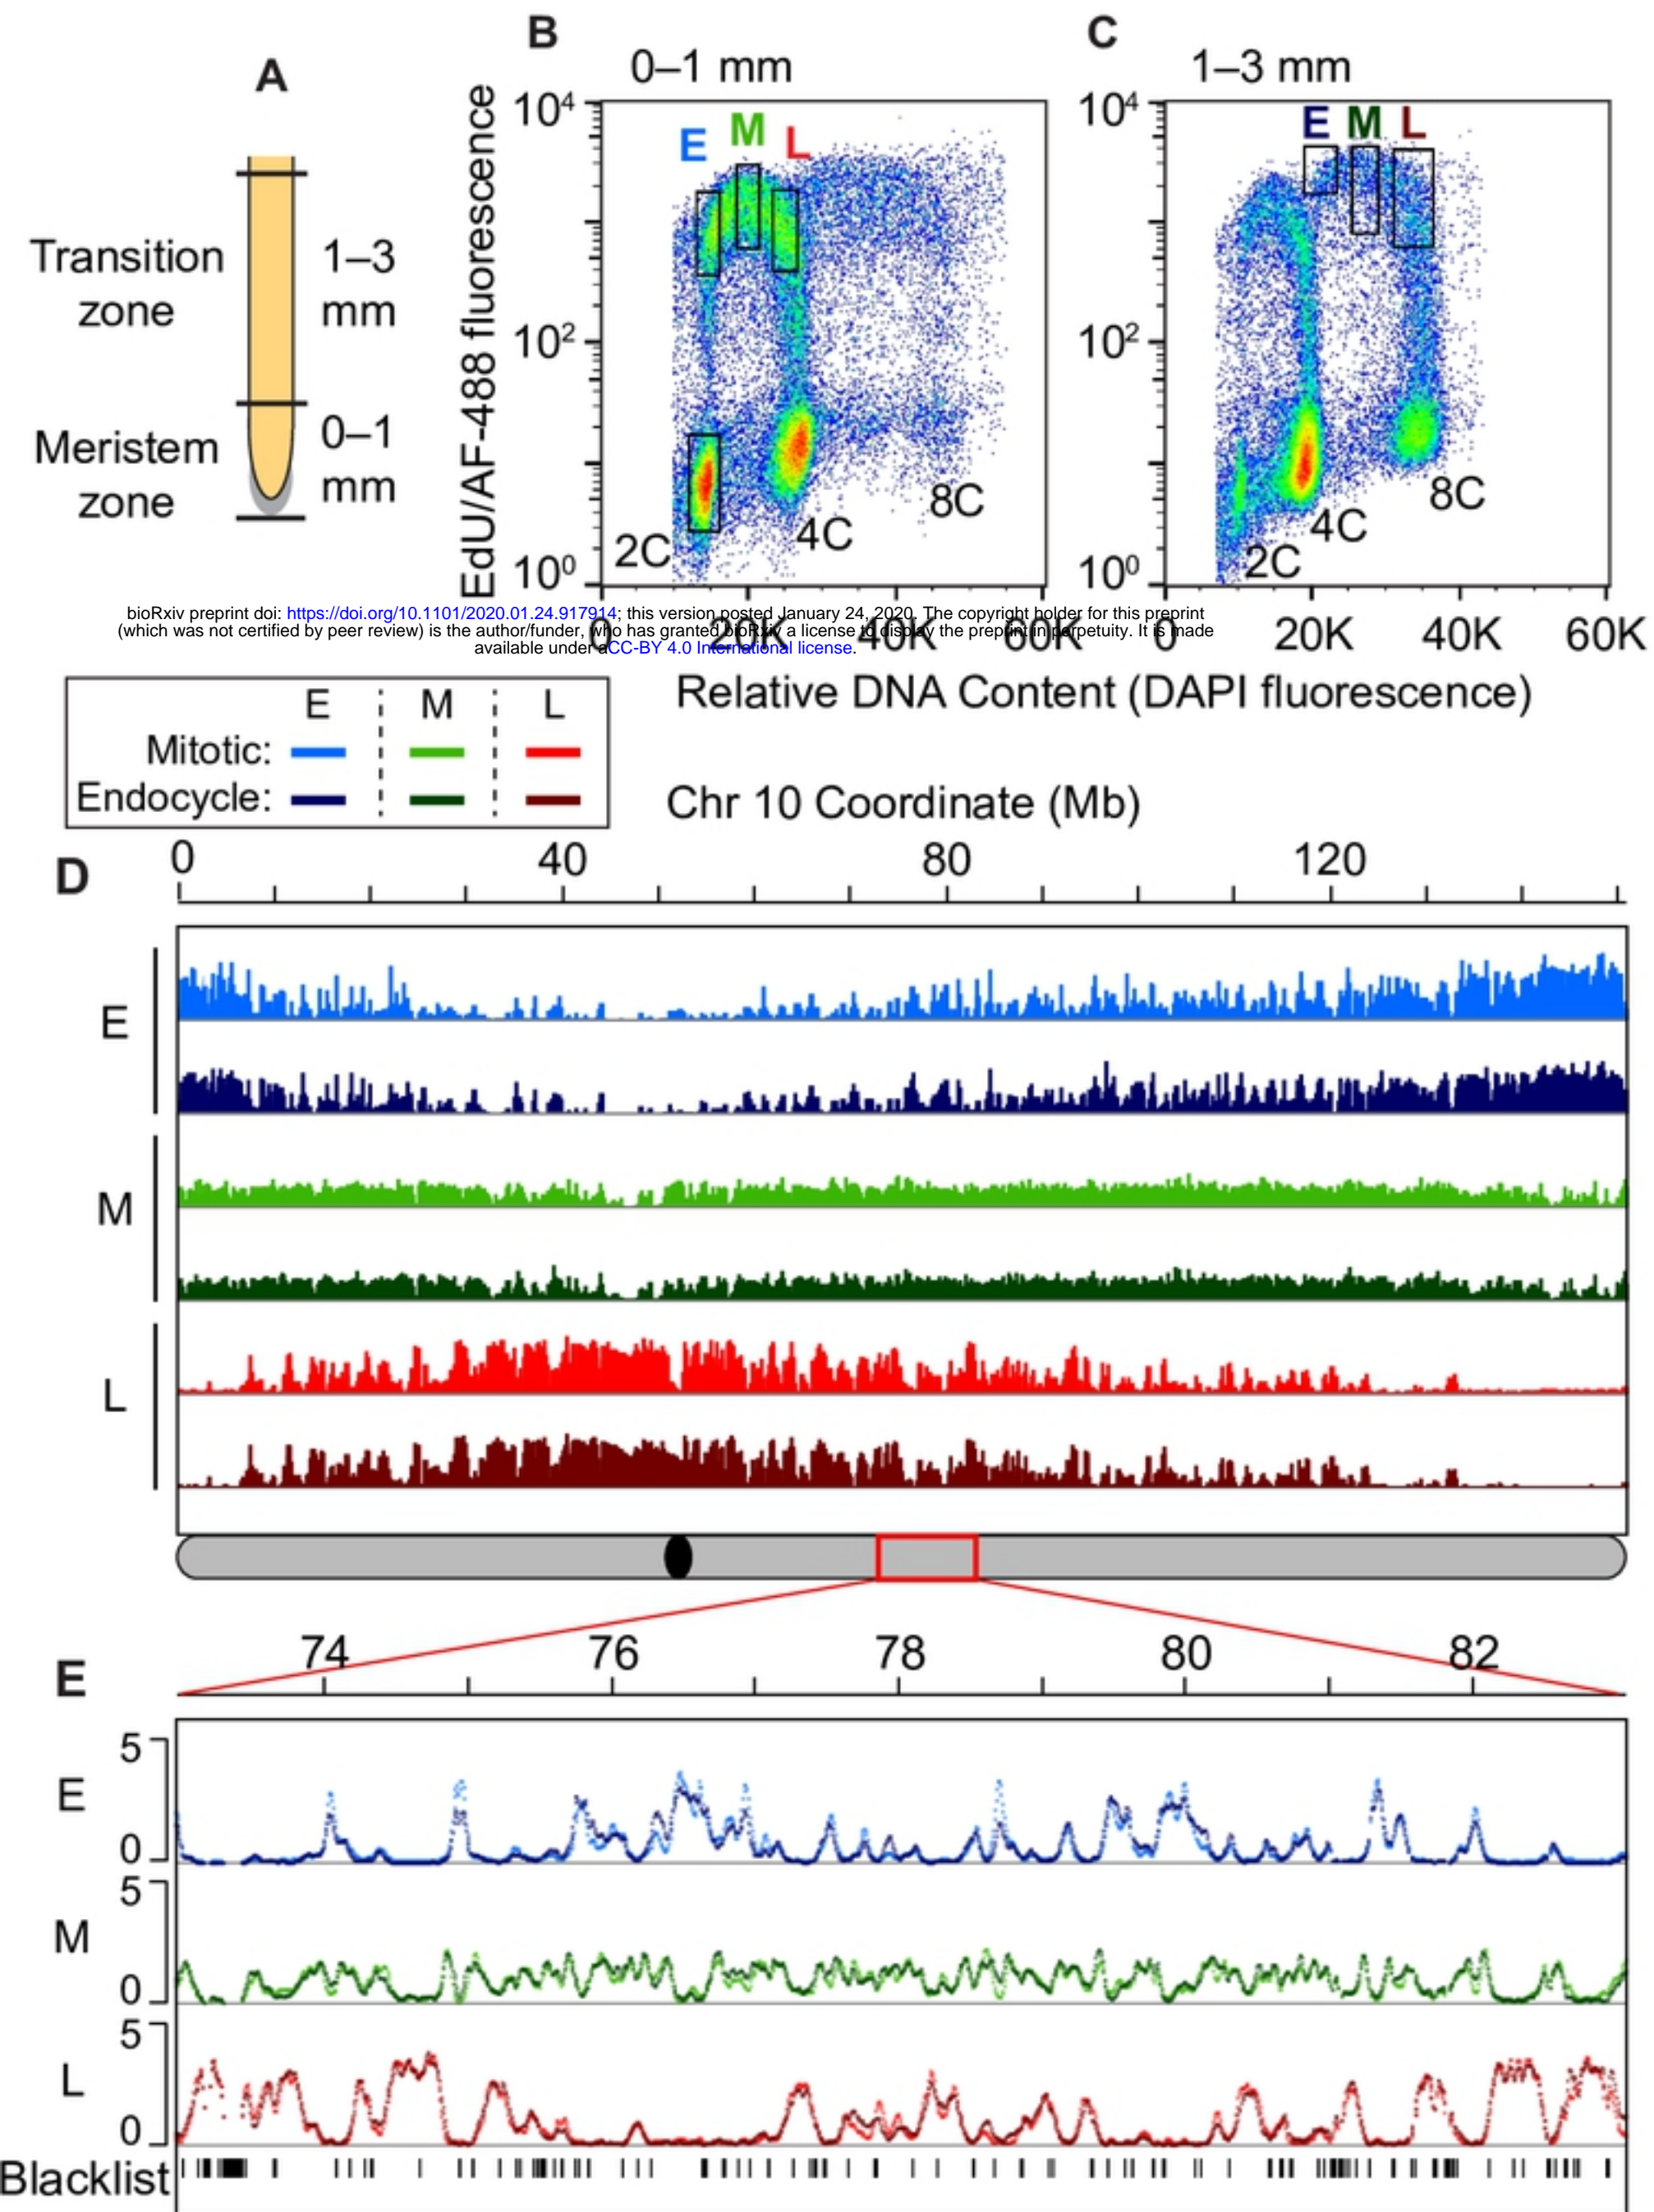 A
Transition zone
1–3 mm
Meristem zone
0–1 mm
B
0–1 mm
EdU/AF-488 fluorescence
10⁴
10²
10⁰
E M L
2C 4C 8C
0 20K 40K 60K
C
1–3 mm
10⁴
10²
10⁰
E M L
2C 4C 8C
0 20K 40K 60K
bioRxiv preprint doi: https://doi.org/10.1101/2020.01.24.917914; this version posted January 24, 2020. The copyright holder for this preprint
(which was not certified by peer review) is the author/funder, who has granted bioRxiv a license to display the preprint in perpetuity. It is made
available under aCC-BY 4.0 International license.
Relative DNA Content (DAPI fluorescence)
E M L
Mitotic:
Endocycle:
Chr 10 Coordinate (Mb)
D
0 40 80 120
E
M
L
E
74 76 78 80 82
5
E
0
5
M
0
5
L
0
Blacklist